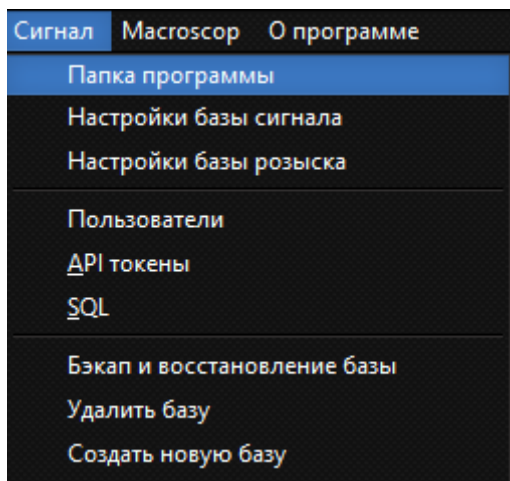 Сигнал Macroscop О программе
Папка программы
Настройки базы сигнала
Настройки базы розыска
Пользователи
API токены
SQL
Бэкап и восстановление базы
Удалить базу
Создать новую базу